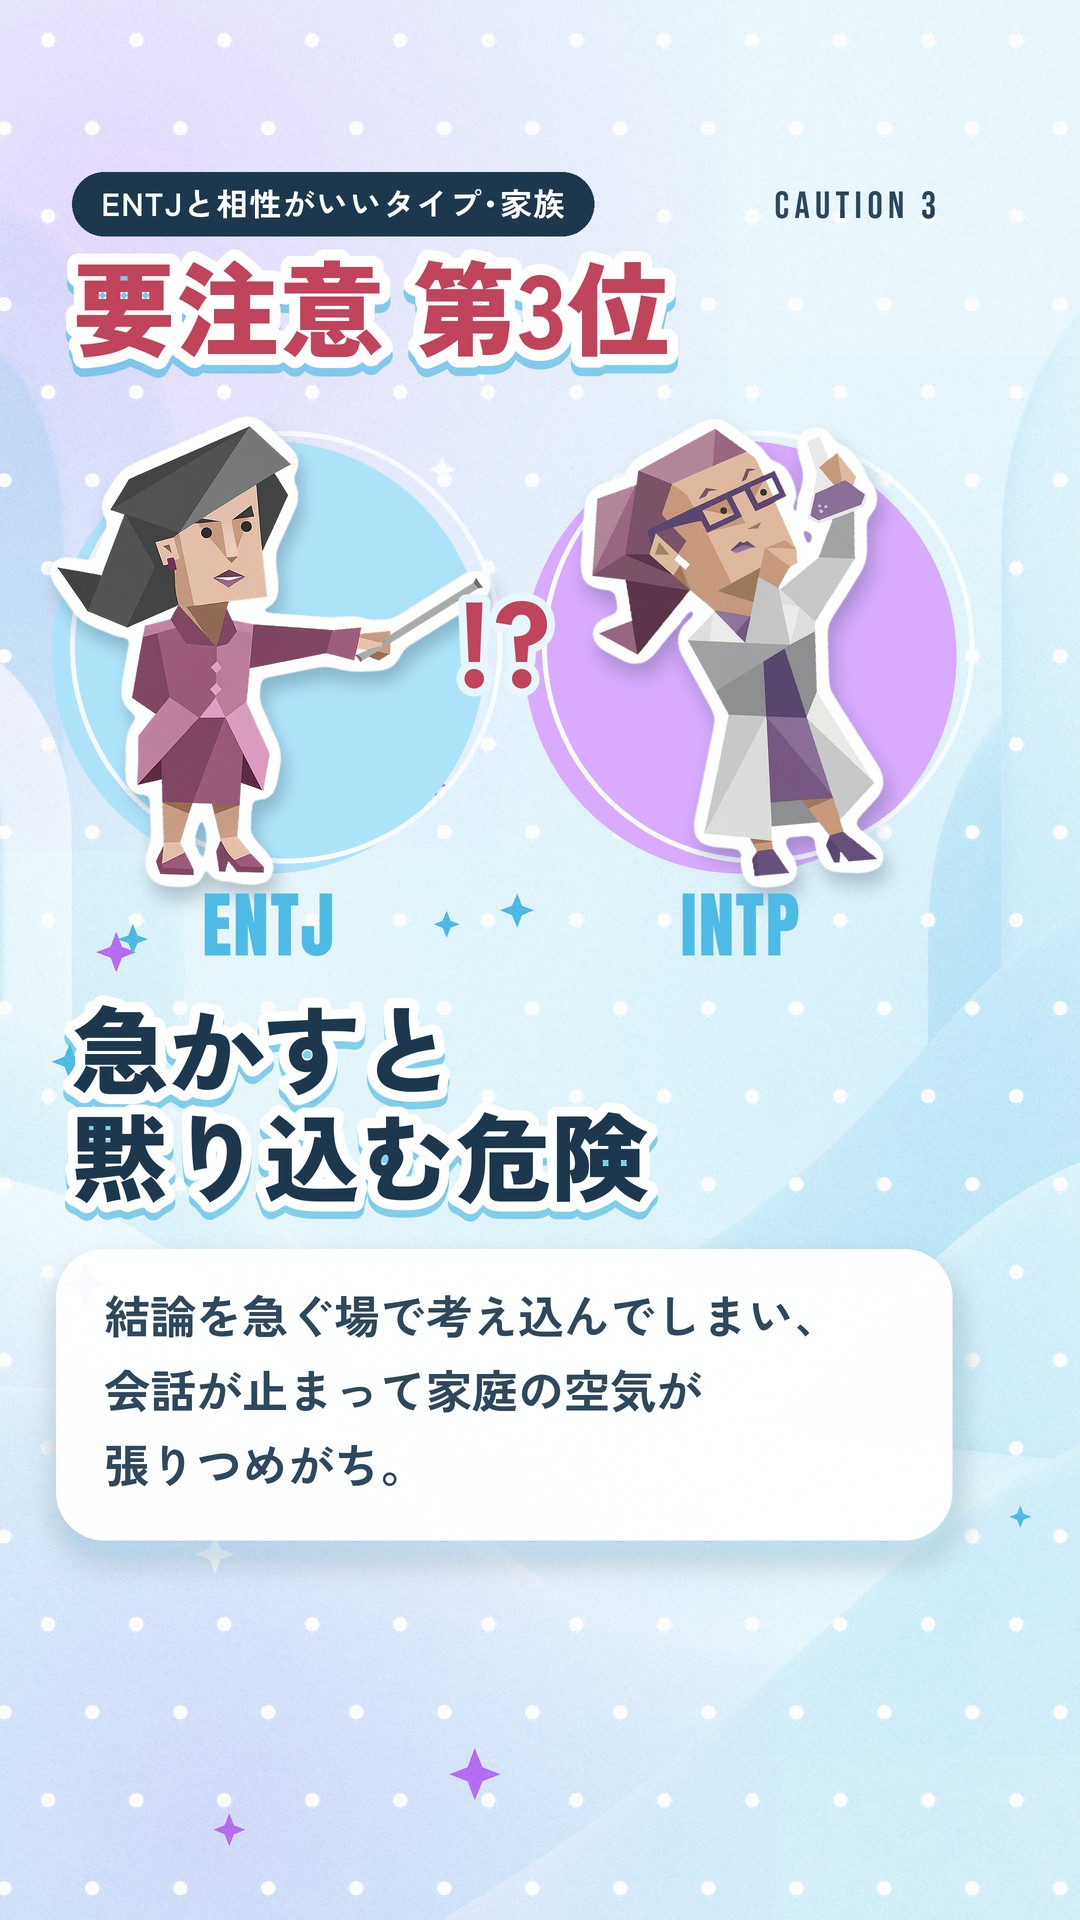 ENTJと相性がいいタイプ・家族
CAUTION 3
要注意 第3位
!?
ENTJ
INTP
急かすと
黙り込む危険
結論を急ぐ場で考え込んでしまい、
会話が止まって家庭の空気が
張りつめがち。